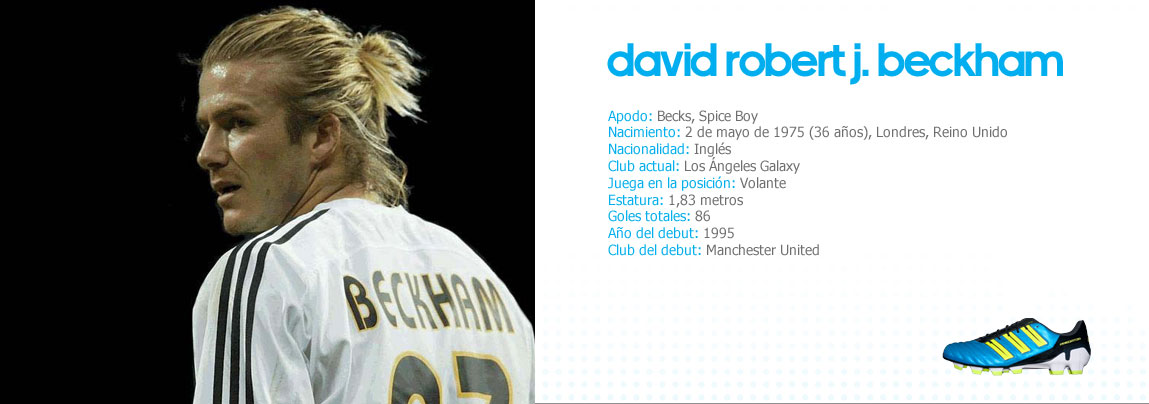 david robert j. beckham
Apodo: Becks, Spice Boy
Nacimiento: 2 de mayo de 1975 (36 años), Londres, Reino Unido
Nacionalidad: Inglés
Club actual: Los Ángeles Galaxy
Juega en la posición: Volante
Estatura: 1,83 metros
Goles totales: 86
Año del debut: 1995
Club del debut: Manchester United
BECKHAM
23